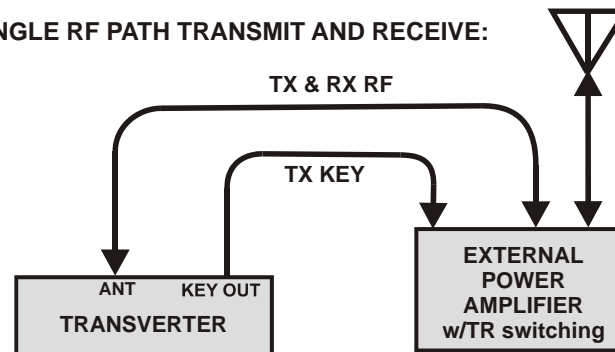 NGLE RF PATH TRANSMIT AND RECEIVE:
TX & RX RF
TX KEY
ANT
KEY OUT
TRANSVERTER
EXTERNAL
POWER
AMPLIFIER
w/TR switching